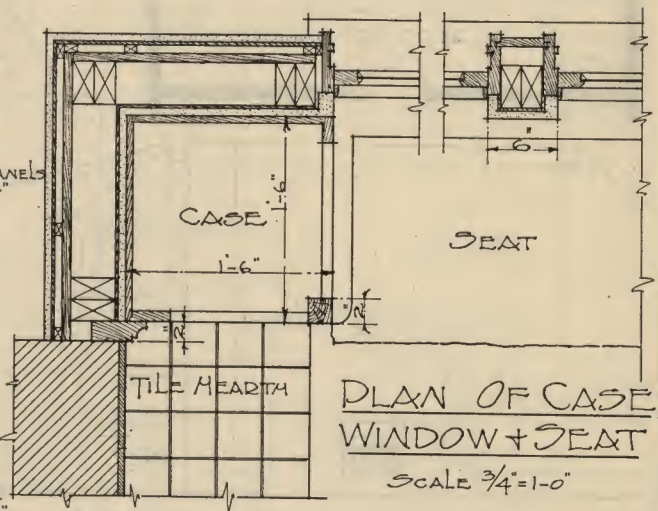 PANELS
CASE
1'-6"
1'-6"
6"
SEAT
2"
2"
TILE HEARTH
PLAN OF CASE
WINDOW + SEAT
SCALE 3/4"=1-0"